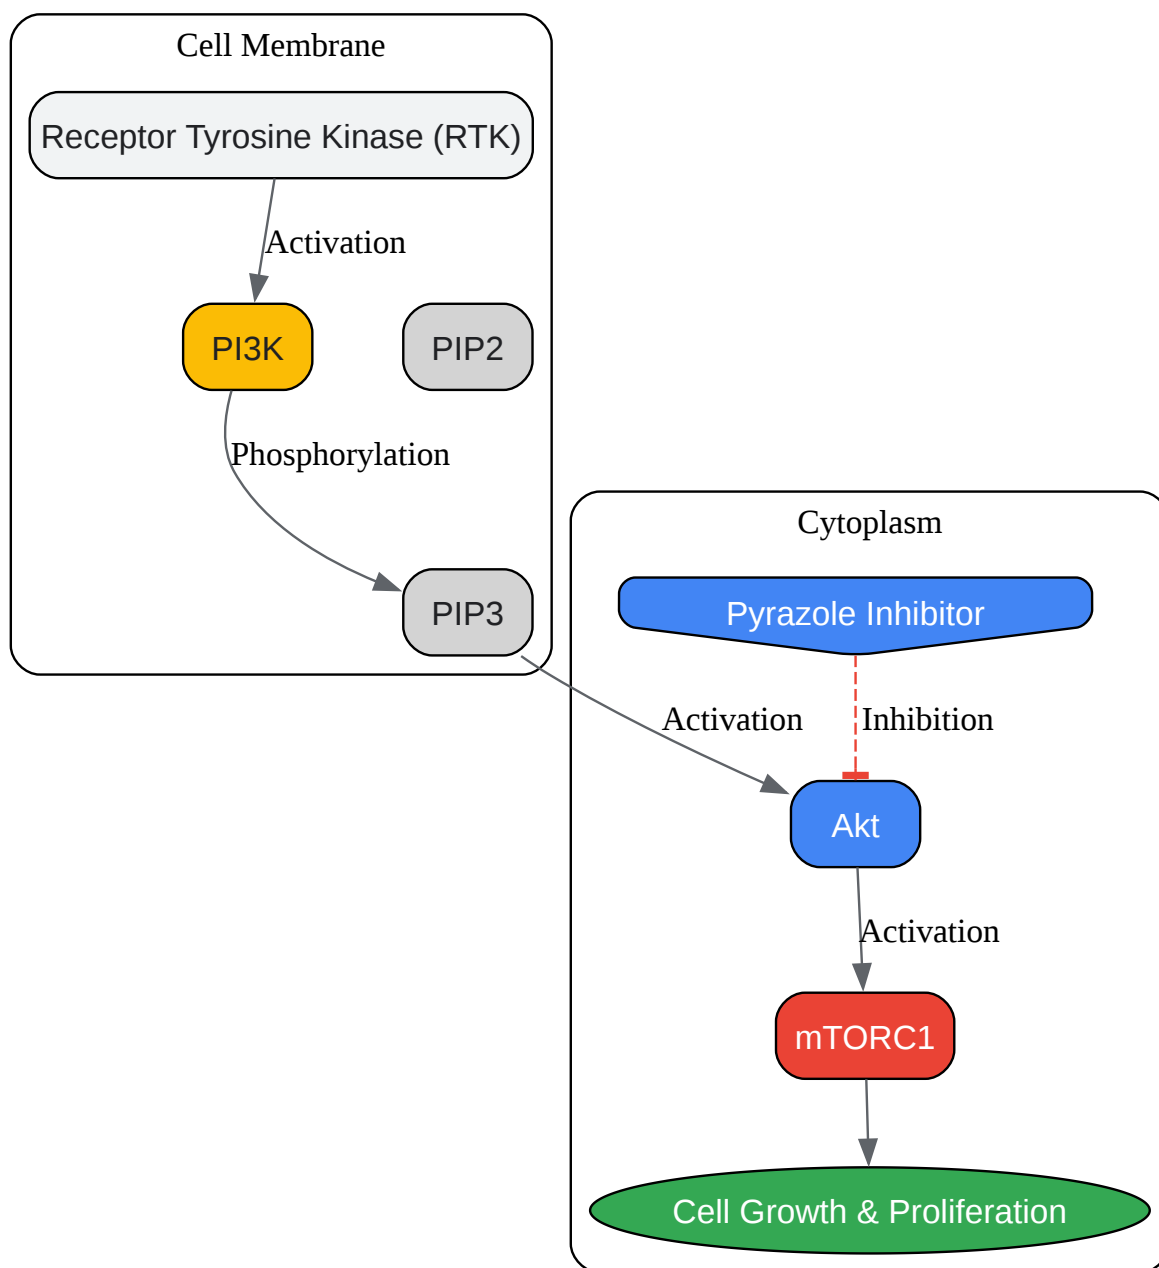 Cell Membrane
Receptor Tyrosine Kinase (RTK)
Activation
PI3K
PIP2
Phosphorylation
PIP3
Cytoplasm
Pyrazole Inhibitor
Activation
Inhibition
Akt
Activation
mTORC1
Cell Growth & Proliferation